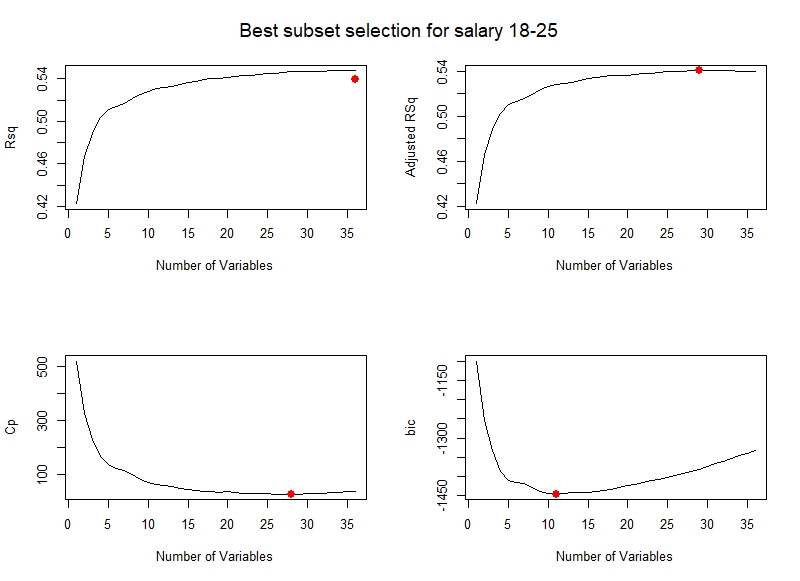 Best subset selection for salary 18-25
Rsq
0.42 0.46 0.50 0.54
0 5 10 15 20 25 30 35
Number of Variables
Adjusted RSq
0.42 0.46 0.50 0.54
0 5 10 15 20 25 30 35
Number of Variables
Cp
100 300 500
0 5 10 15 20 25 30 35
Number of Variables
bic
-1450 -1300 -1150
0 5 10 15 20 25 30 35
Number of Variables